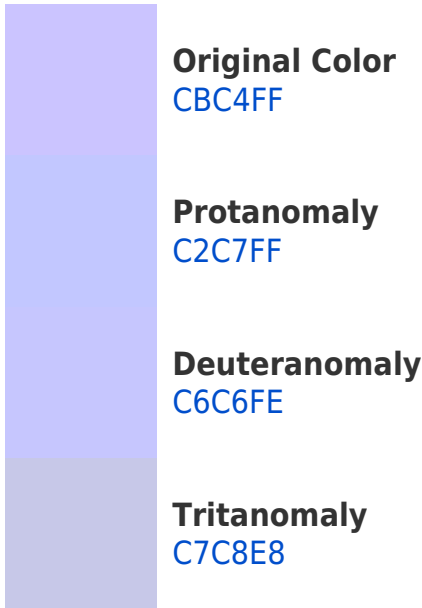 Original Color
CBC4FF
Protanomaly
C2C7FF
Deuteranomaly
C6C6FE
Tritanomaly
C7C8E8